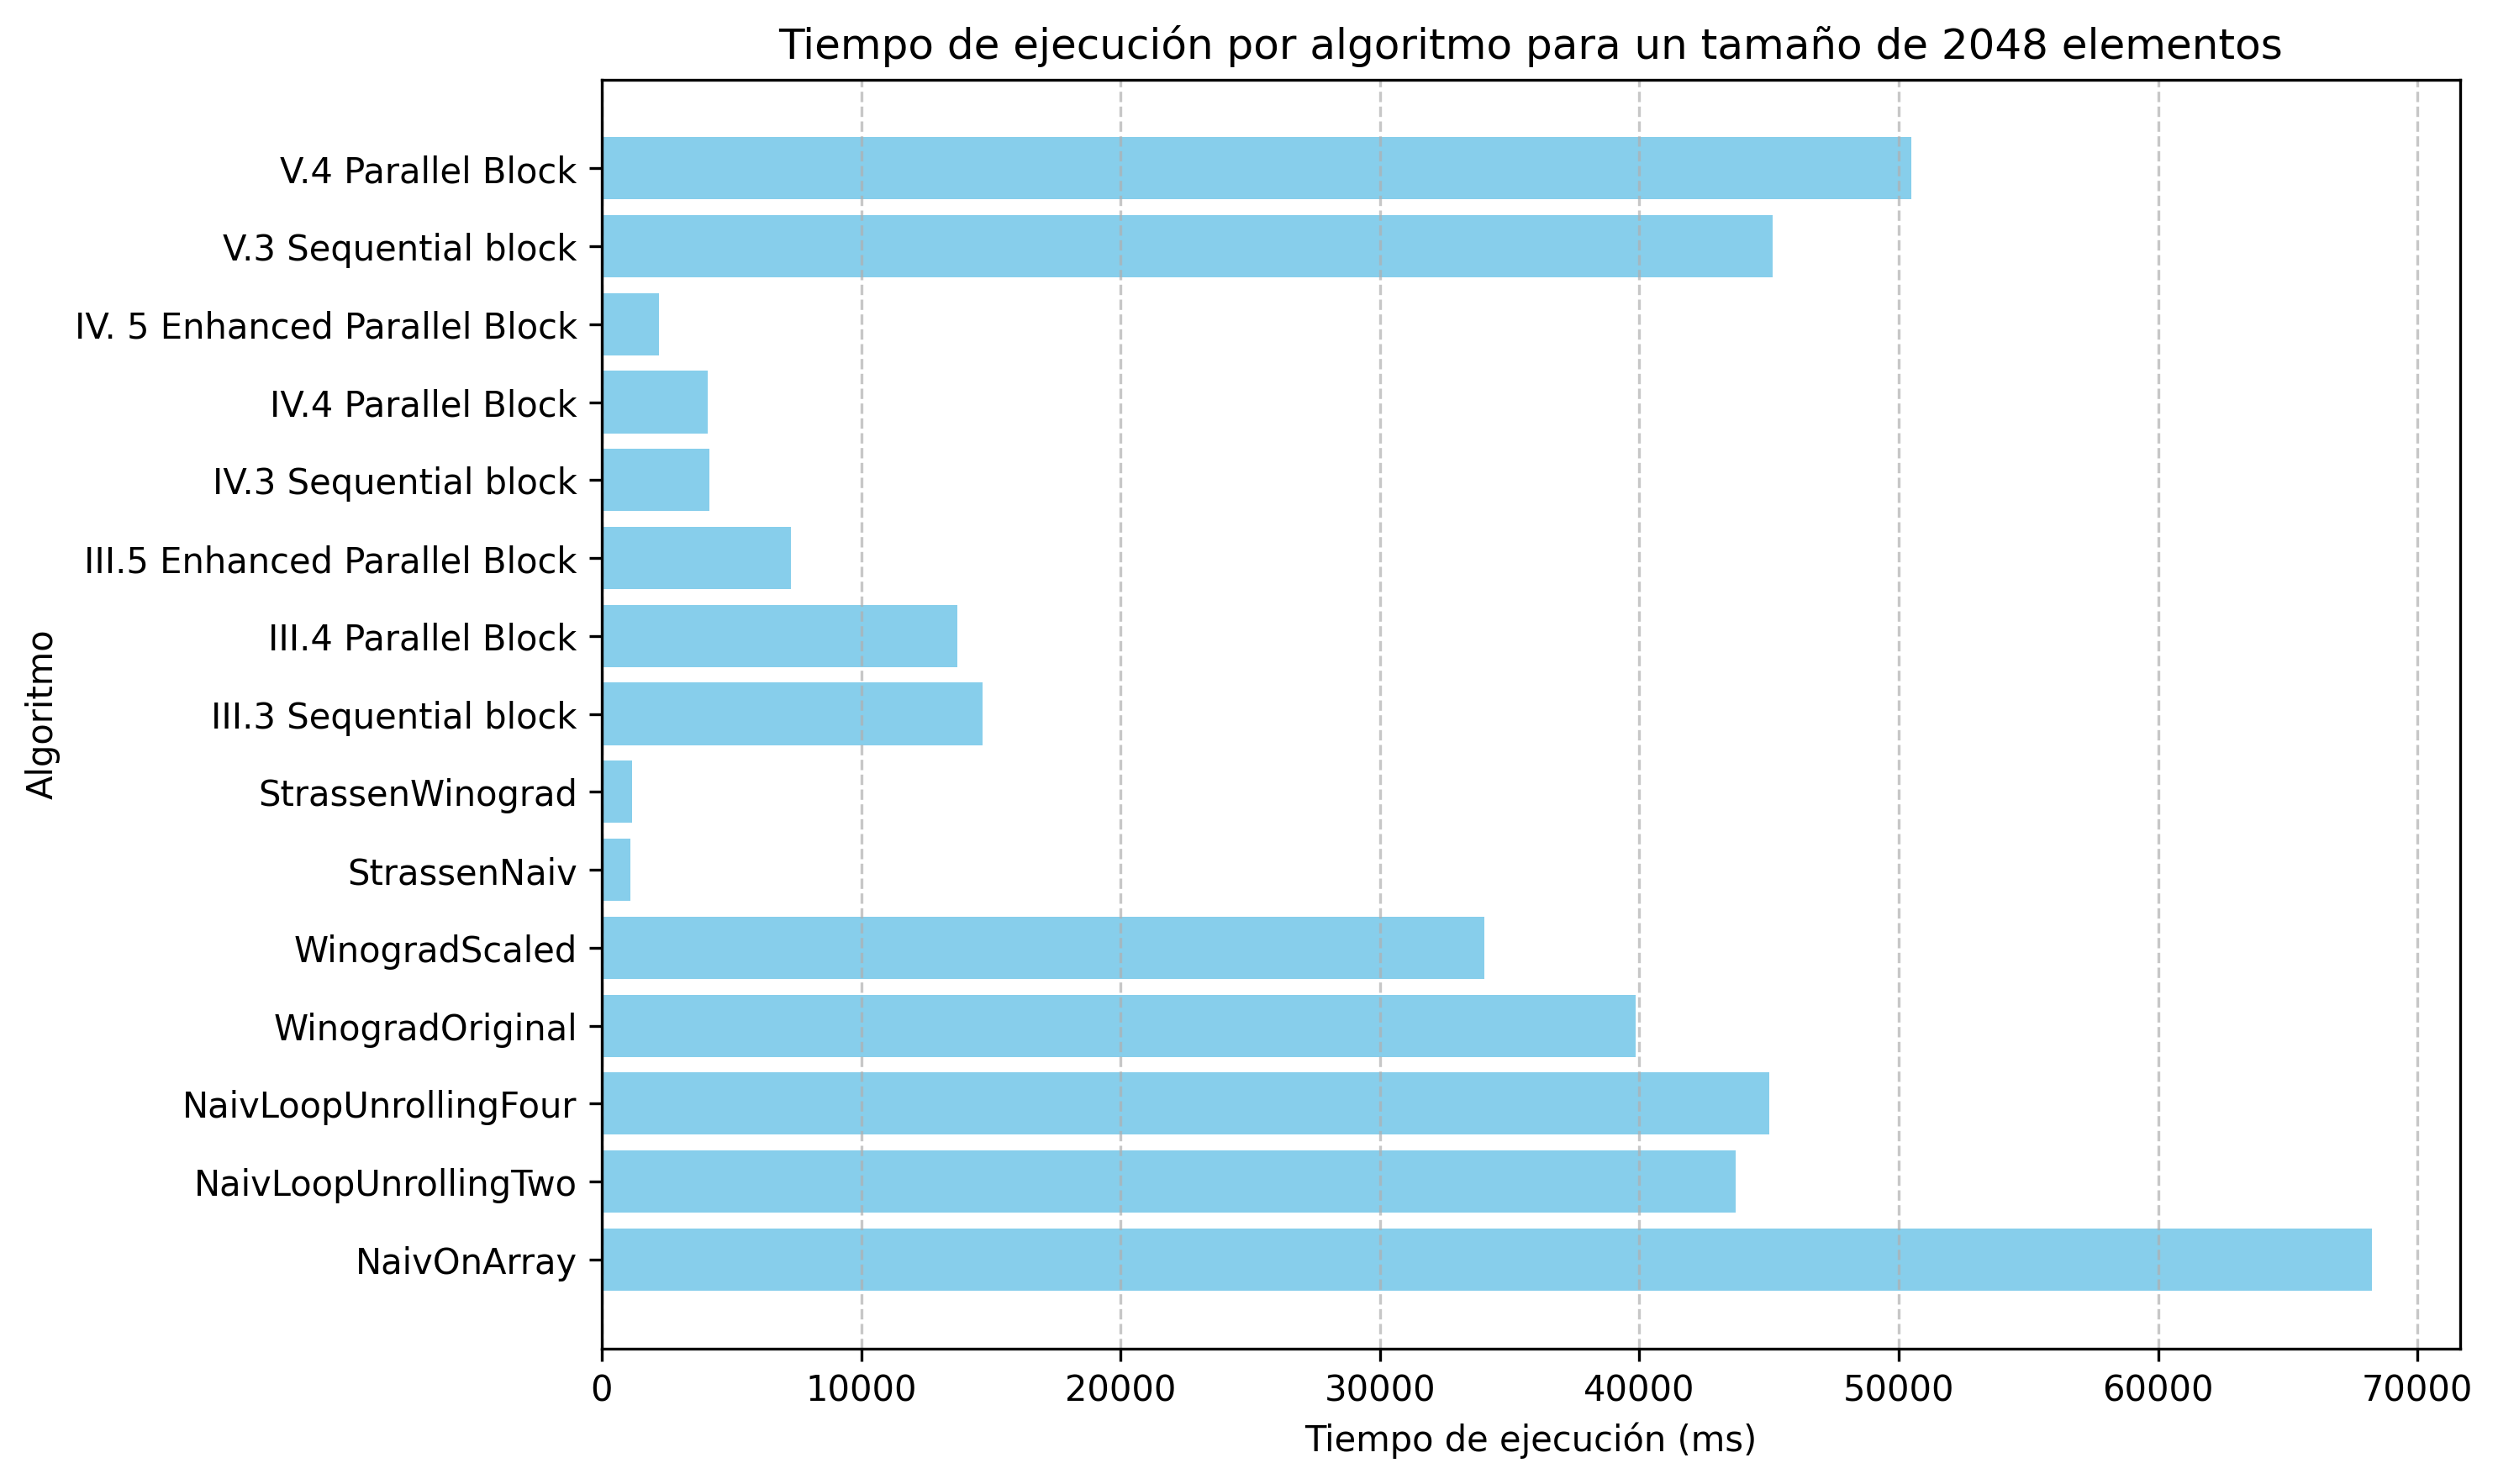 Tiempo de ejecución por algoritmo para un tamaño de 2048 elementos
V.4 Parallel Block
V.3 Sequential block
IV. 5 Enhanced Parallel Block
IV.4 Parallel Block
IV.3 Sequential block
III.5 Enhanced Parallel Block
III.4 Parallel Block
III.3 Sequential block
StrassenWinograd
StrassenNaiv
WinogradScaled
WinogradOriginal
NaivLoopUnrollingFour
NaivLoopUnrollingTwo
NaivOnArray
Algoritmo
0 10000 20000 30000 40000 50000 60000 70000
Tiempo de ejecución (ms)